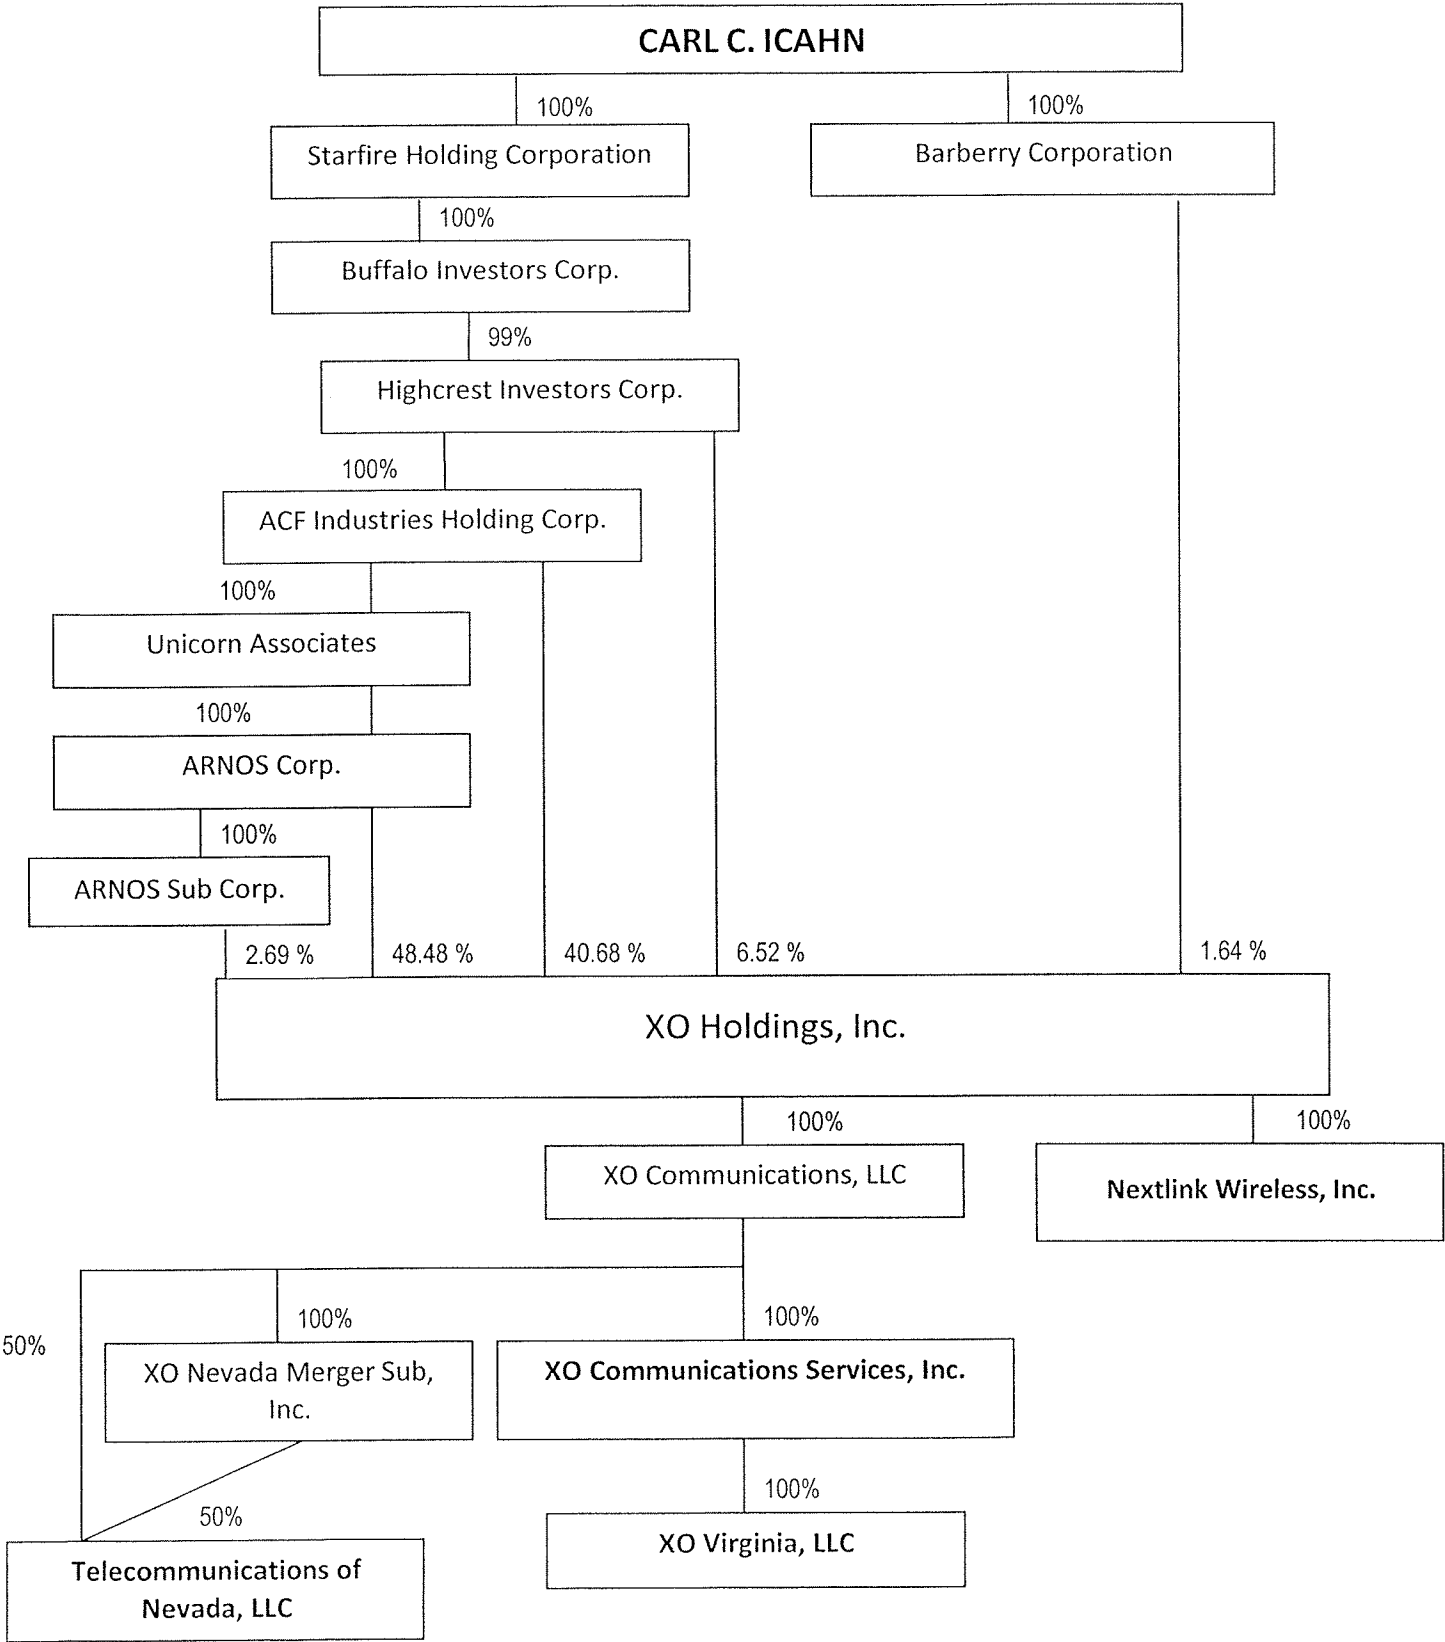 CARL C. ICAHN
100%
100%
Starfire Holding Corporation
Barberry Corporation
100%
Buffalo Investors Corp.
99%
Highcrest Investors Corp.
100%
ACF Industries Holding Corp.
100%
Unicorn Associates
100%
ARNOS Corp.
100%
ARNOS Sub Corp.
2.69 %
48.48 %
40.68 %
6.52 %
1.64 %
XO Holdings, Inc.
100%
100%
XO Communications, LLC
Nextlink Wireless, Inc.
50%
100%
100%
XO Nevada Merger Sub,
Inc.
XO Communications Services, Inc.
50%
100%
Telecommunications of
Nevada, LLC
XO Virginia, LLC